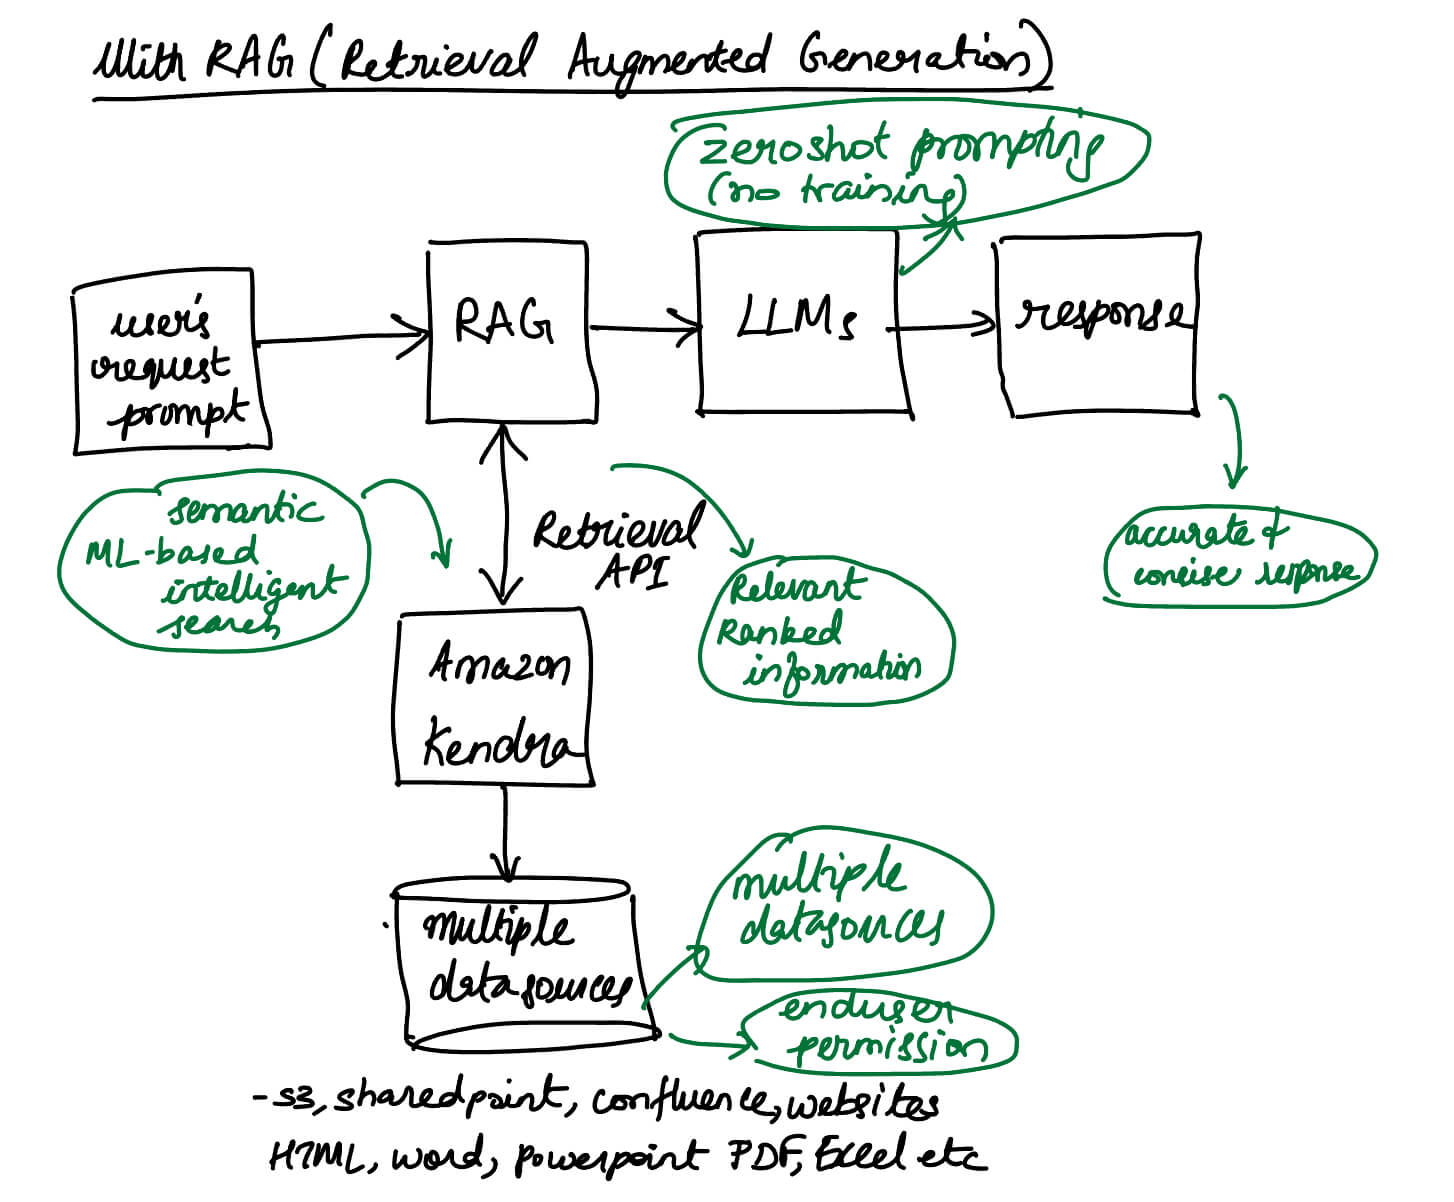 With RAG (Retrieval Augmented Generation)
zeroshot prompting
(no training)
user's
request
prompt
RAG
LLMs
response
semantic
ML-based
intelligent
search
Retrieval
API
Relevant
Ranked
information
accurate &
concise response
Amazon
Kendra
multiple
datasources
multiple
datasources
enduser
permission
- S3, sharedpoint, confluence, websites
HTML, word, powerpoint PDF, Excel etc